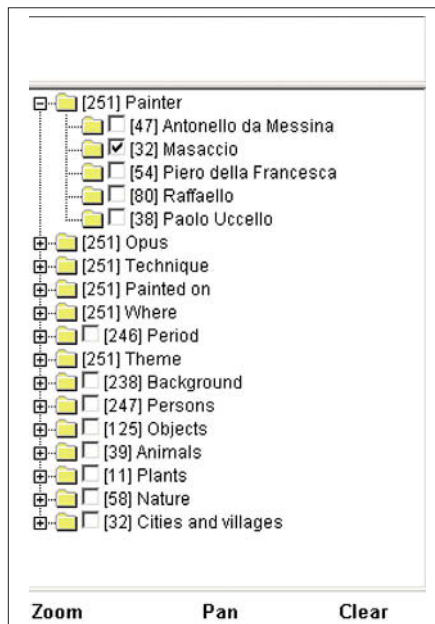 [251] Painter
[47] Antonello da Messina
[32] Masaccio
[54] Piero della Francesca
[80] Raffaello
[38] Paolo Uccello
[251] Opus
[251] Technique
[251] Painted on
[251] Where
[246] Period
[251] Theme
[238] Background
[247] Persons
[125] Objects
[39] Animals
[11] Plants
[58] Nature
[32] Cities and villages
Zoom Pan Clear